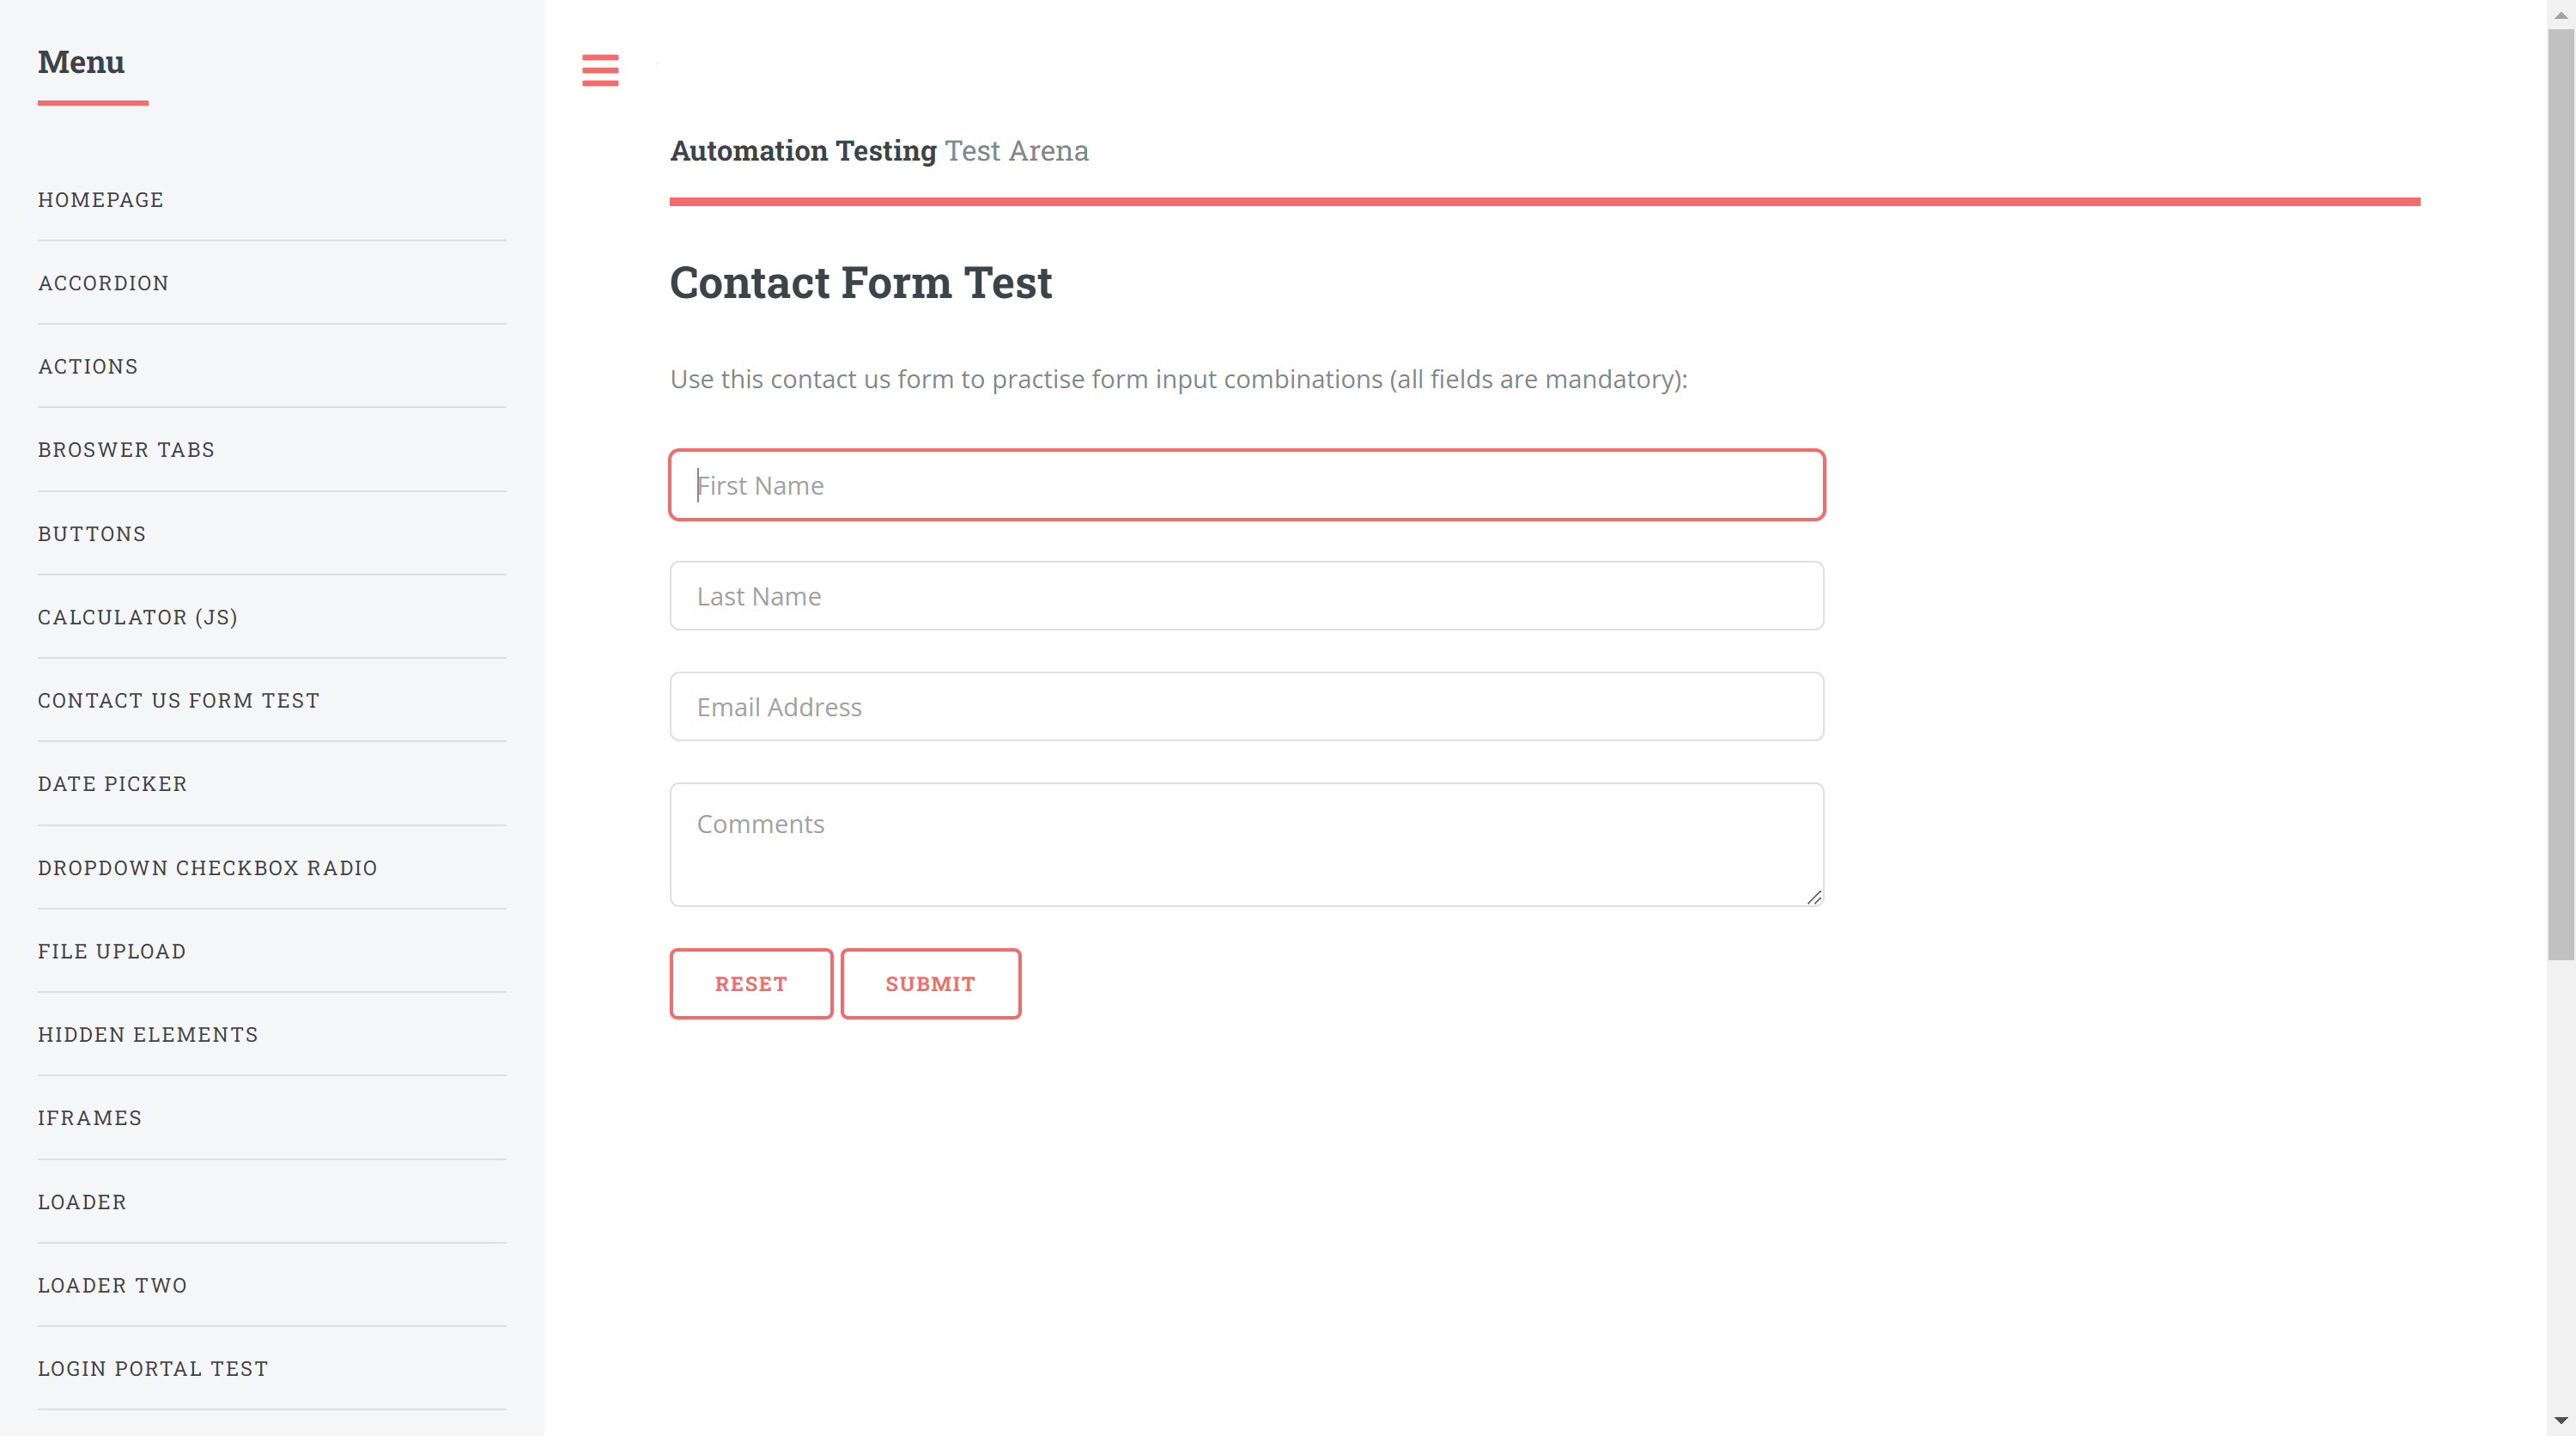 Menu
HOMEPAGE
ACCORDION
ACTIONS
BROSWER TABS
BUTTONS
CALCULATOR (JS)
CONTACT US FORM TEST
DATE PICKER
DROPDOWN CHECKBOX RADIO
FILE UPLOAD
HIDDEN ELEMENTS
IFRAMES
LOADER
LOADER TWO
LOGIN PORTAL TEST
Automation Testing Test Arena
Contact Form Test
Use this contact us form to practise form input combinations (all fields are mandatory):
First Name
Last Name
Email Address
Comments
RESET SUBMIT